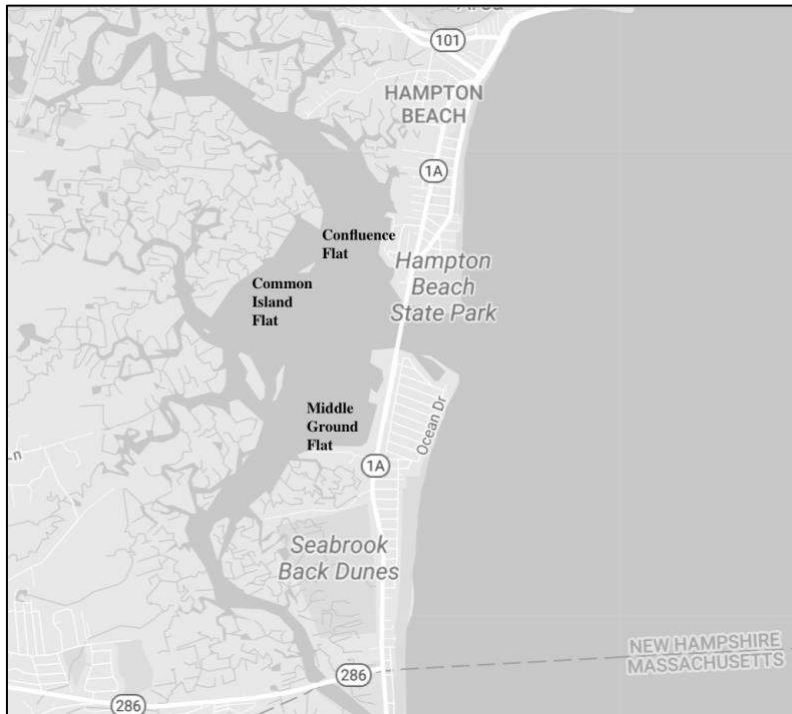 101
HAMPTON
BEACH
1A
Confluence
Flat
Hampton
Beach
State Park
Common
Island
Flat
Middle
Ground
Flat
Ocean Dr
1A
Seabrook
Back Dunes
NEW HAMPSHIRE
MASSACHUSETTS
286
286